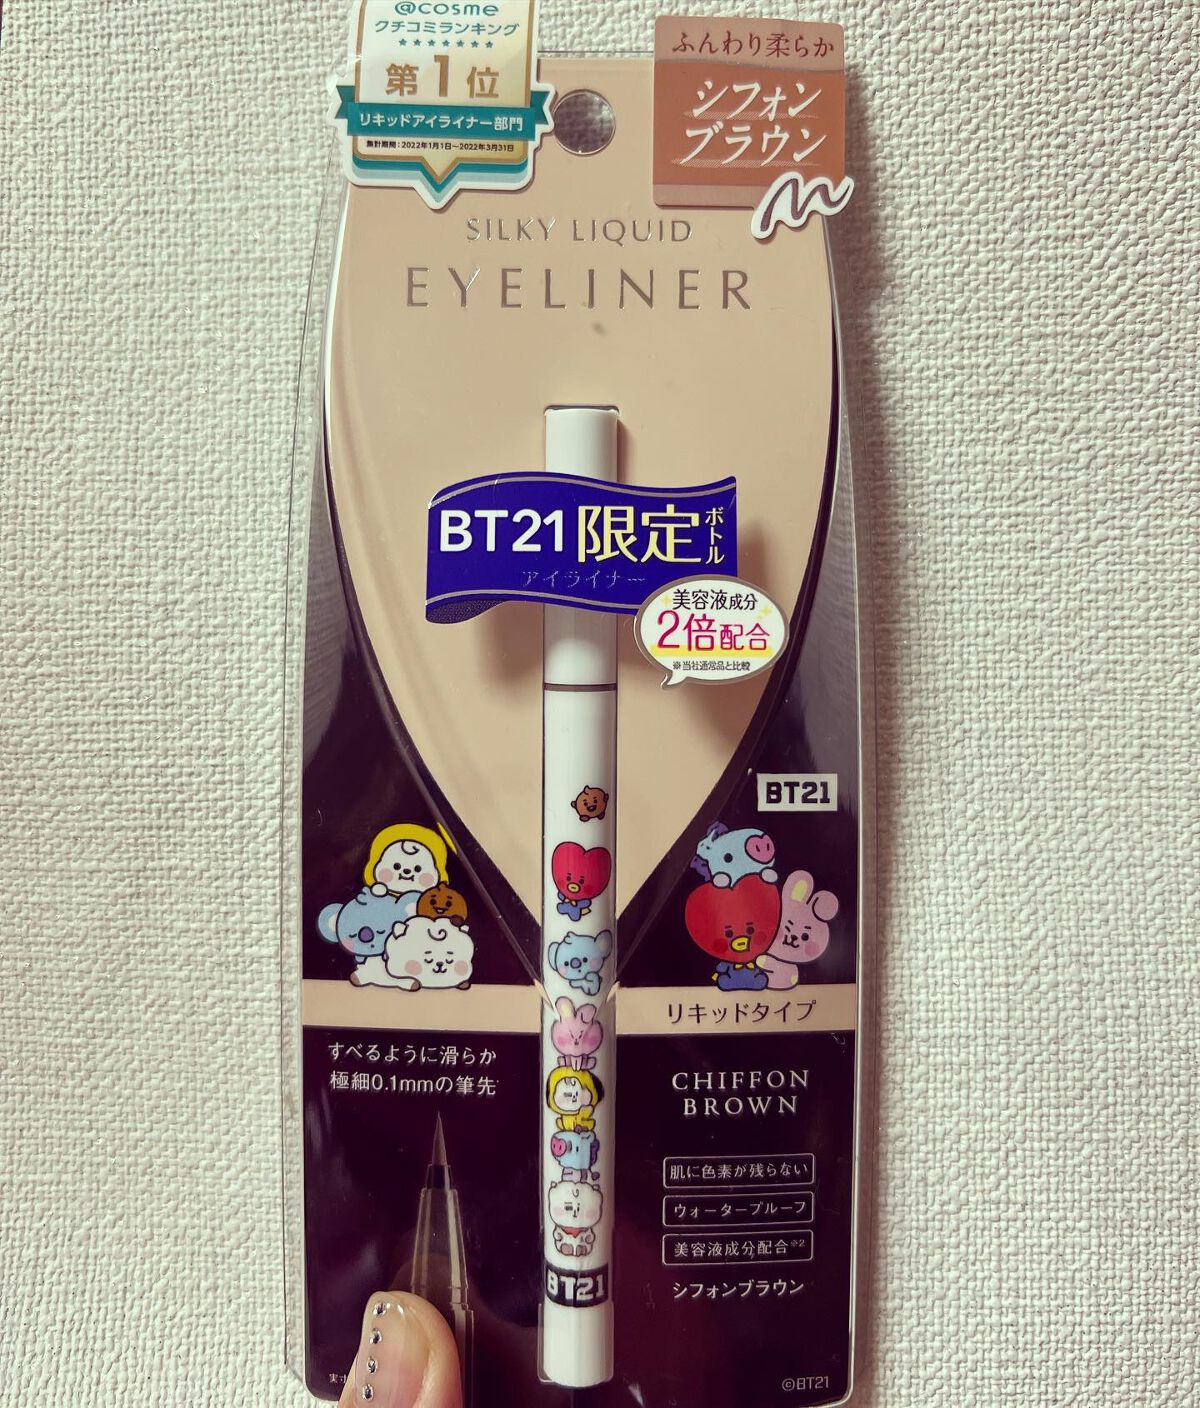 @cosme
クチコミランキング
第1位
リキッドアイライナー部門
集計期間：2022年1月1日～2022年3月31日
ふんわり柔らか
シフォン
ブラウン
SILKY LIQUID
EYELINER
BT21限定ボトル
アイライナー
美容液成分
2倍配合
※当社通常品と比較
BT21
リキッドタイプ
すべるように滑らか
極細0.1mmの筆先
CHIFFON
BROWN
肌に色素が残らない
ウォータープルーフ
美容液成分配合※2
シフォンブラウン
BT21
実寸
©BT21